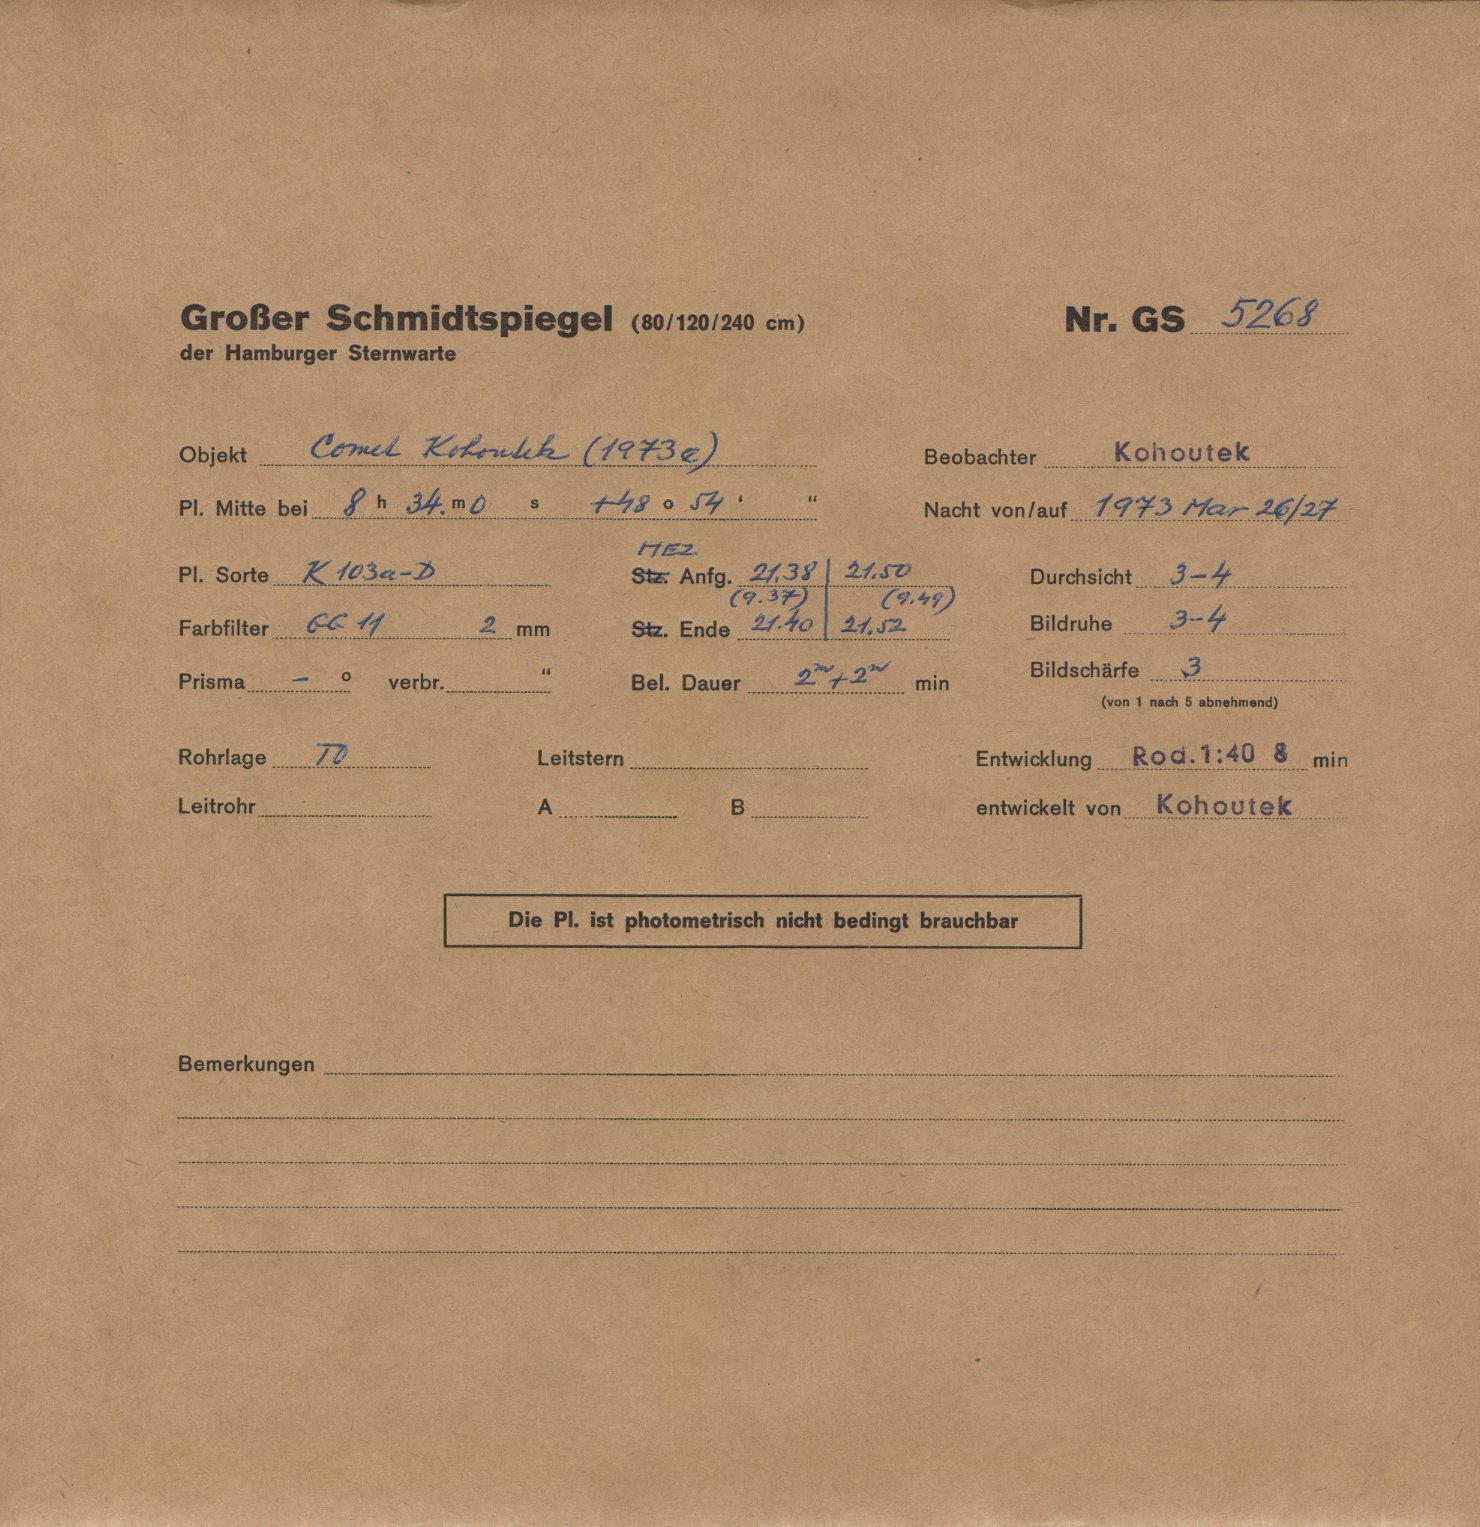 Großer Schmidtspiegel (80/120/240 cm) Nr. GS 5268
der Hamburger Sternwarte
Objekt Comet Kohoutek (1973e) Beobachter Kohoutek
Pl. Mitte bei 8 h 34. m 0 s +48 o 54 ' " Nacht von/auf 1973 Mar 26/27
MEZ
Pl. Sorte K 103a-D Stz. Anfg. 21.38 | 21.50 Durchsicht 3-4
(9.37) (9.49)
Farbfilter GG 11 2 mm Stz. Ende 21.40 | 21.52 Bildruhe 3-4
Prisma – o verbr. " Bel. Dauer 2m+2m min Bildschärfe 3
(von 1 nach 5 abnehmend)
Rohrlage TO Leitstern Entwicklung Rod.1:40 8 min
Leitrohr A B entwickelt von Kohoutek
Die Pl. ist photometrisch nicht bedingt brauchbar
Bemerkungen